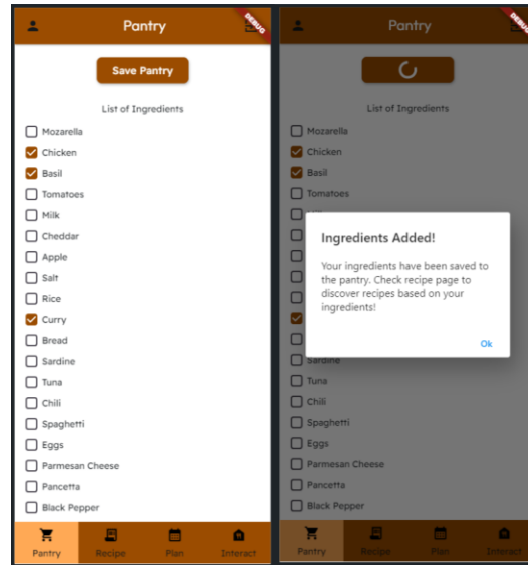 Pantry
DEBUG
Save Pantry
List of Ingredients
Mozarella
Chicken
Basil
Tomatoes
Milk
Cheddar
Apple
Salt
Rice
Curry
Bread
Sardine
Tuna
Chili
Spaghetti
Eggs
Parmesan Cheese
Pancetta
Black Pepper
Pantry
Recipe
Plan
Interact
Pantry
DEBUG
List of Ingredients
Mozarella
Chicken
Basil
Tomatoes
Ingredients Added!
Your ingredients have been saved to
the pantry. Check recipe page to
discover recipes based on your
ingredients!
Ok
Sardine
Tuna
Chili
Spaghetti
Eggs
Parmesan Cheese
Pancetta
Black Pepper
Pantry
Recipe
Plan
Interact